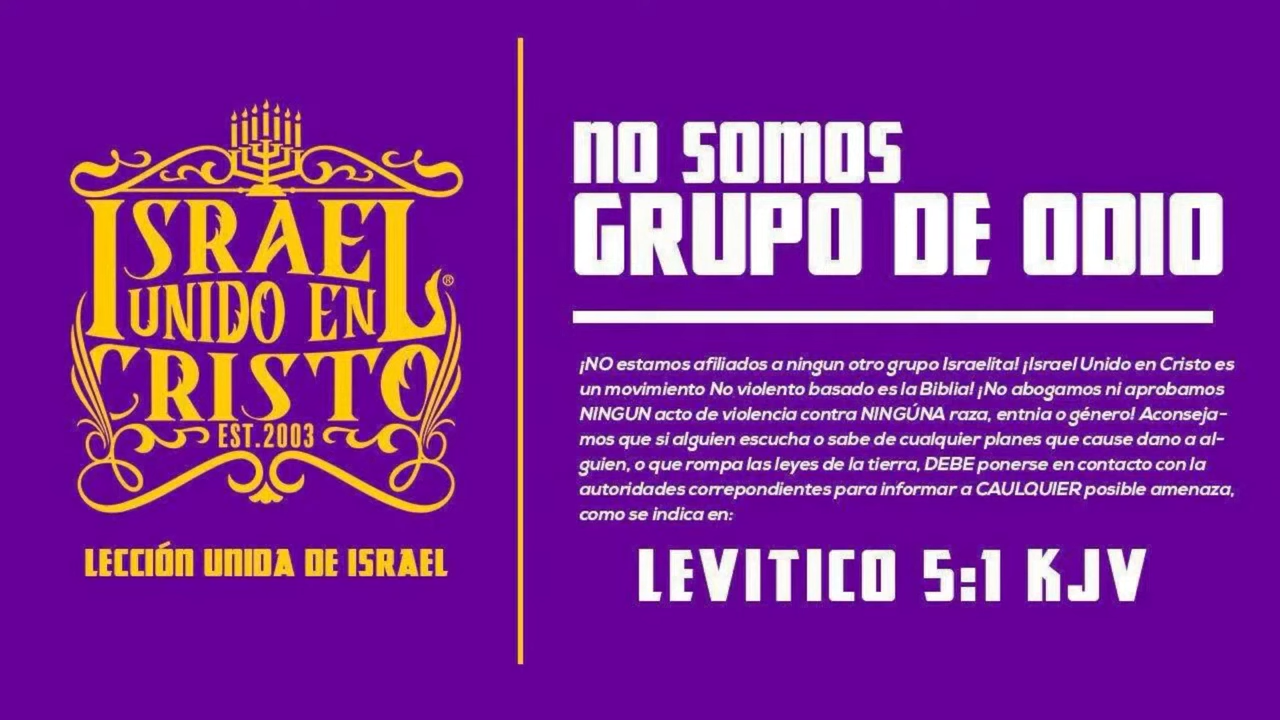 ISRAEL
UNIDO EN
CRISTO
®
EST.2003
LECCIÓN UNIDA DE ISRAEL
NO SOMOS
GRUPO DE ODIO
¡NO estamos afiliados a ningun otro grupo Israelita! ¡Israel Unido en Cristo es
un movimiento No violento basado es la Biblia! ¡No abogamos ni aprobamos
NINGUN acto de violencia contra NINGÚNA raza, entnia o género! Aconseja-
mos que si alguien escucha o sabe de cualquier planes que cause dano a al-
guien, o que rompa las leyes de la tierra, DEBE ponerse en contacto con la
autoridades correpondientes para informar a CAULQUIER posible amenaza,
como se indica en:
LEVITICO 5:1 KJV